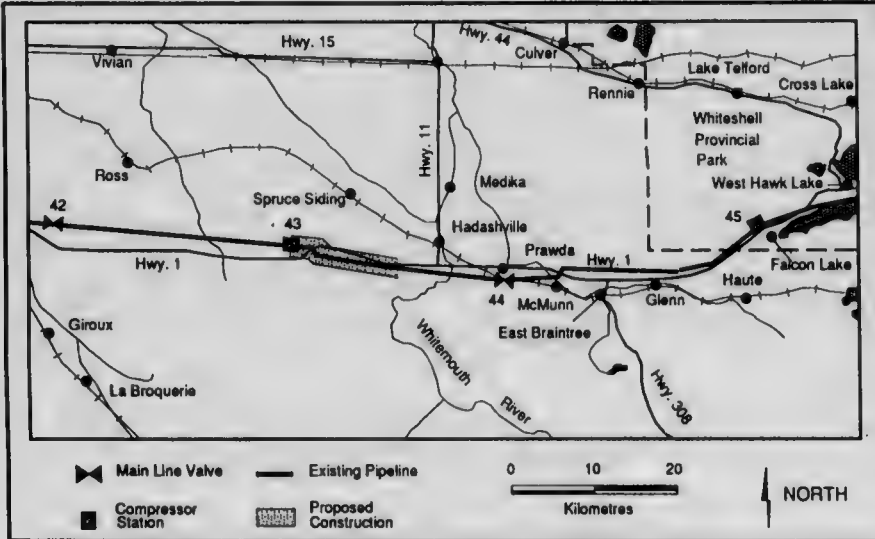 Hwy. 15
Hwy. 44
Culver
Vivian
Lake Telford
Cross Lake
Rennie
Whiteshell
Provincial
Park
Hwy. 11
Ross
Spruce Siding
Medika
West Hawk Lake
42
43
Hadashville
45
Hwy. 1
Prawda
Hwy. 1
Falcon Lake
44
McMunn
Glenn
Haute
East Braintree
Giroux
La Broquerie
Whitemouth
River
Hwy. 308
Main Line Valve
Existing Pipeline
0 10 20
Kilometres
Compressor
Station
Proposed
Construction
NORTH